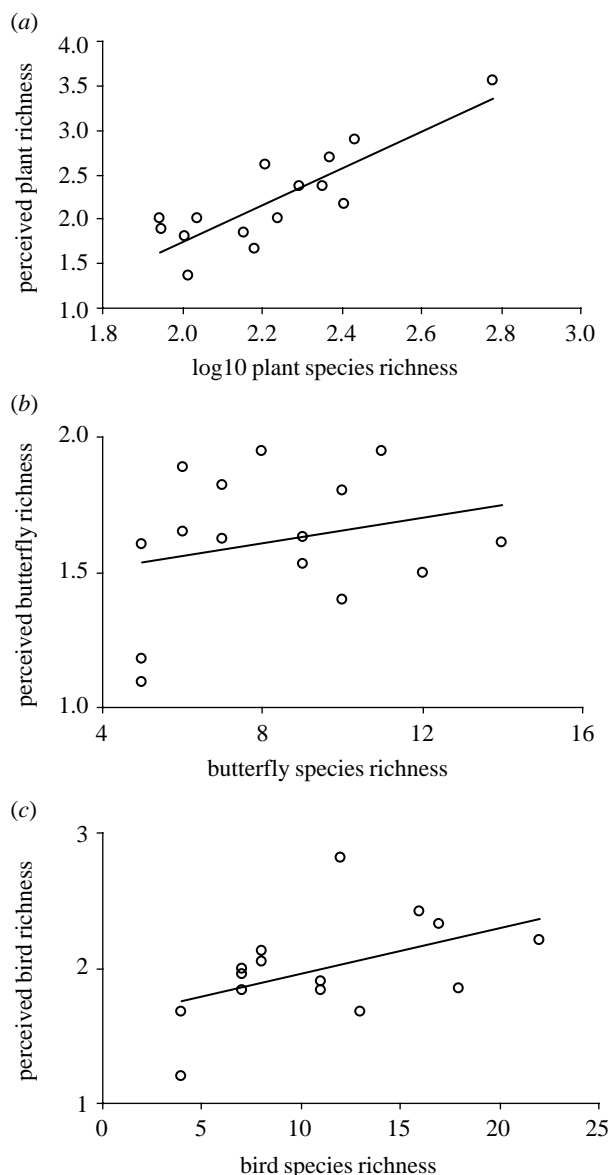 (a)
4.0
3.5
3.0
2.5
2.0
1.5
1.0
perceived plant richness
1.8 2.0 2.2 2.4 2.6 2.8 3.0
log10 plant species richness
(b)
2.0
1.5
1.0
perceived butterfly richness
4 8 12 16
butterfly species richness
(c)
3
2
1
perceived bird richness
0 5 10 15 20 25
bird species richness